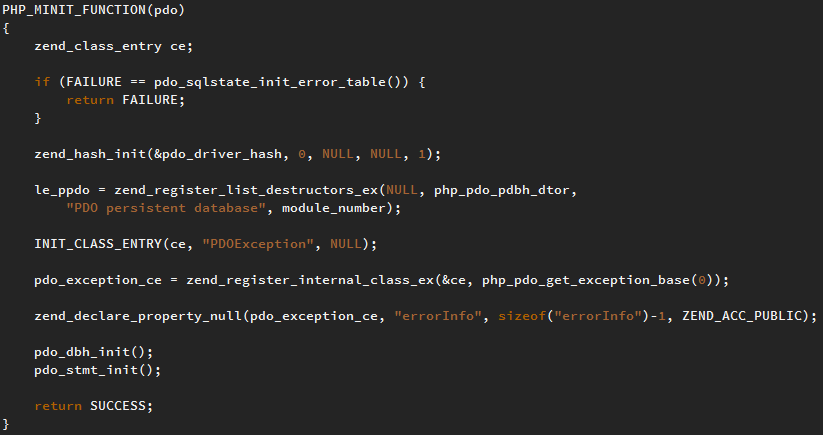 PHP_MINIT_FUNCTION(pdo)
{
    zend_class_entry ce;

    if (FAILURE == pdo_sqlstate_init_error_table()) {
        return FAILURE;
    }

    zend_hash_init(&pdo_driver_hash, 0, NULL, NULL, 1);

    le_ppdo = zend_register_list_destructors_ex(NULL, php_pdo_pdbh_dtor,
        "PDO persistent database", module_number);

    INIT_CLASS_ENTRY(ce, "PDOException", NULL);

    pdo_exception_ce = zend_register_internal_class_ex(&ce, php_pdo_get_exception_base(0));

    zend_declare_property_null(pdo_exception_ce, "errorInfo", sizeof("errorInfo")-1, ZEND_ACC_PUBLIC);

    pdo_dbh_init();
    pdo_stmt_init();

    return SUCCESS;
}